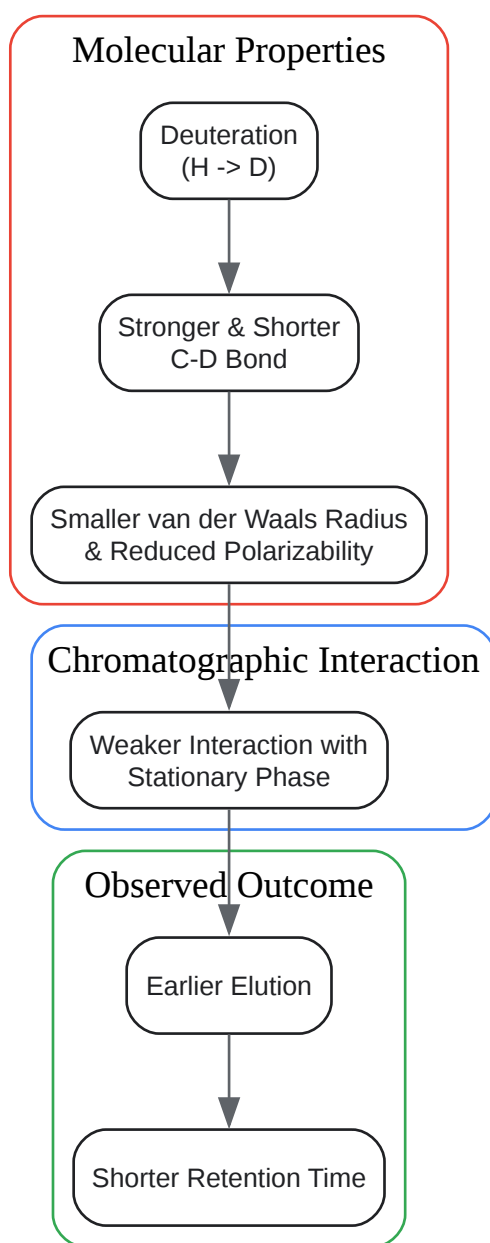 Molecular Properties
Deuteration
(H -> D)
Stronger & Shorter
C-D Bond
Smaller van der Waals Radius
& Reduced Polarizability
Chromatographic Interaction
Weaker Interaction with
Stationary Phase
Observed Outcome
Earlier Elution
Shorter Retention Time